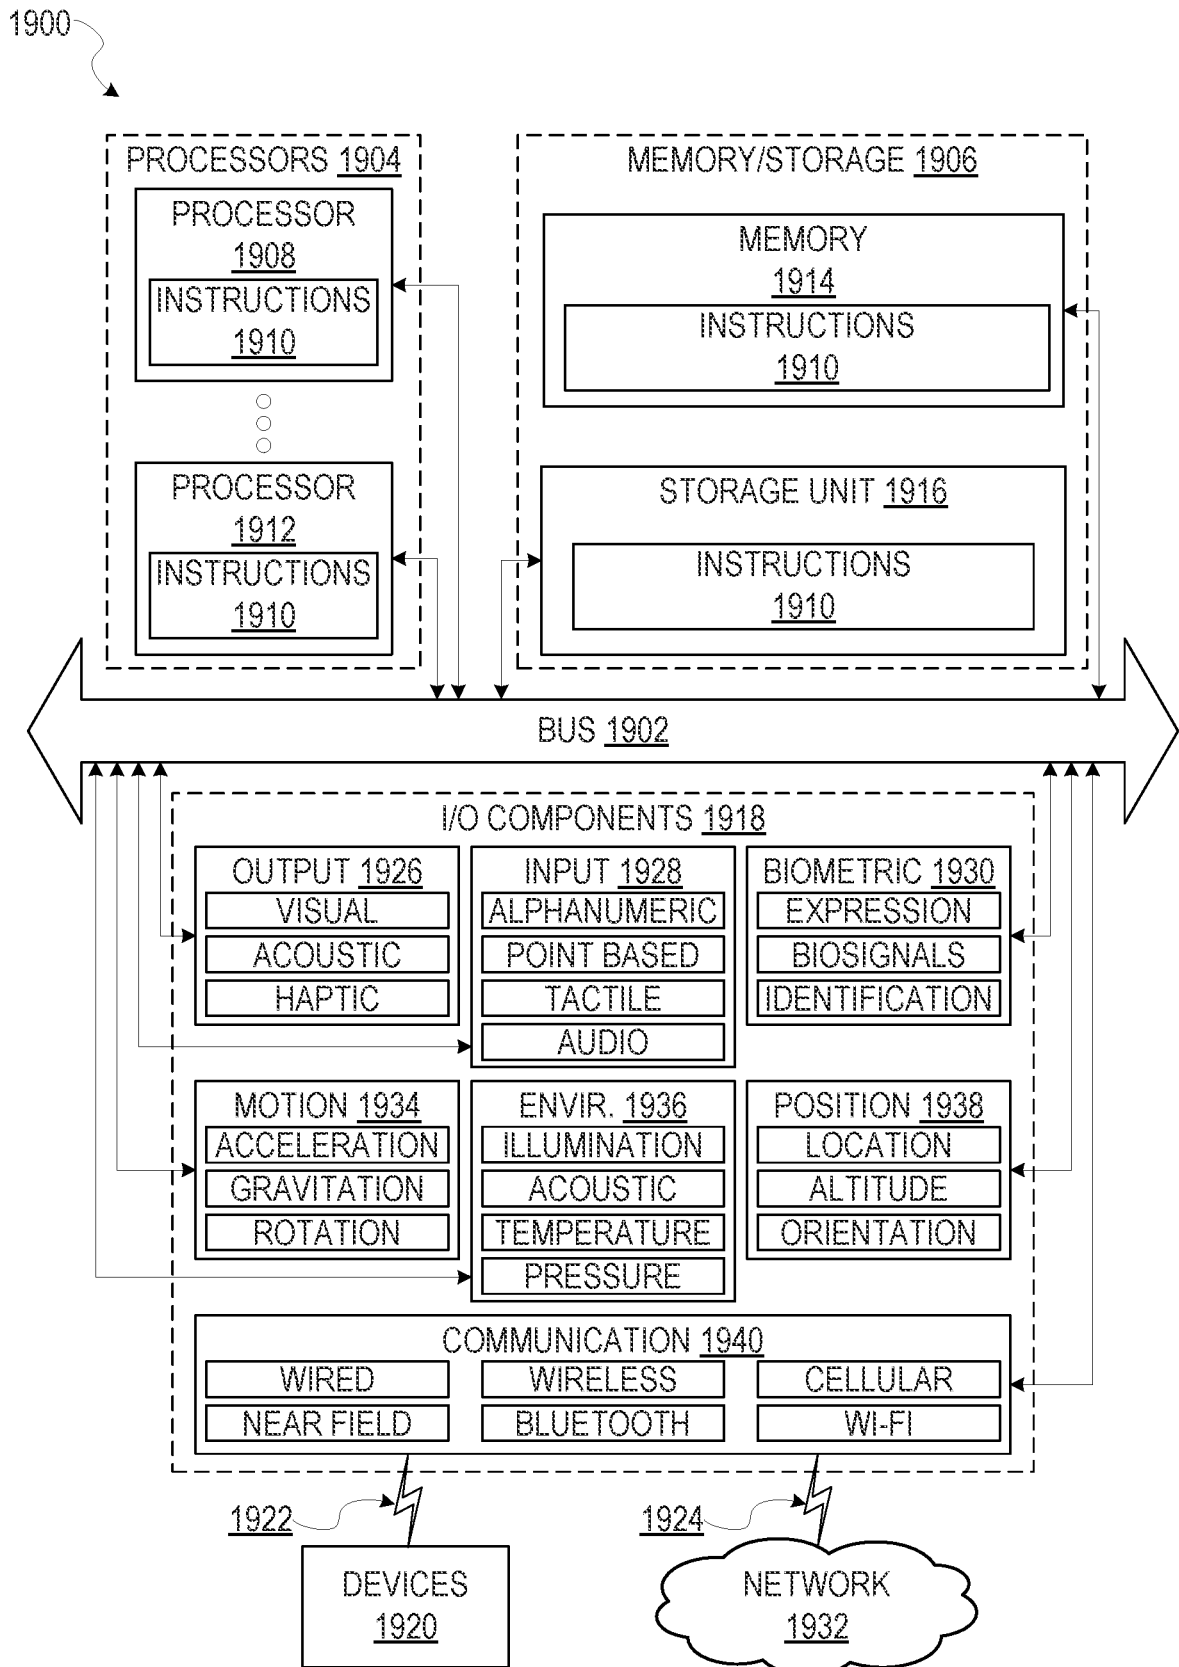 1900
PROCESSORS 1904
PROCESSOR
1908
INSTRUCTIONS
1910
PROCESSOR
1912
INSTRUCTIONS
1910
MEMORY/STORAGE 1906
MEMORY
1914
INSTRUCTIONS
1910
STORAGE UNIT 1916
INSTRUCTIONS
1910
BUS 1902
I/O COMPONENTS 1918
OUTPUT 1926
VISUAL
ACOUSTIC
HAPTIC
INPUT 1928
ALPHANUMERIC
POINT BASED
TACTILE
AUDIO
BIOMETRIC 1930
EXPRESSION
BIOSIGNALS
IDENTIFICATION
MOTION 1934
ACCELERATION
GRAVITATION
ROTATION
ENVIR. 1936
ILLUMINATION
ACOUSTIC
TEMPERATURE
PRESSURE
POSITION 1938
LOCATION
ALTITUDE
ORIENTATION
COMMUNICATION 1940
WIRED
WIRELESS
CELLULAR
NEAR FIELD
BLUETOOTH
WI-FI
1922
1924
DEVICES
1920
NETWORK
1932